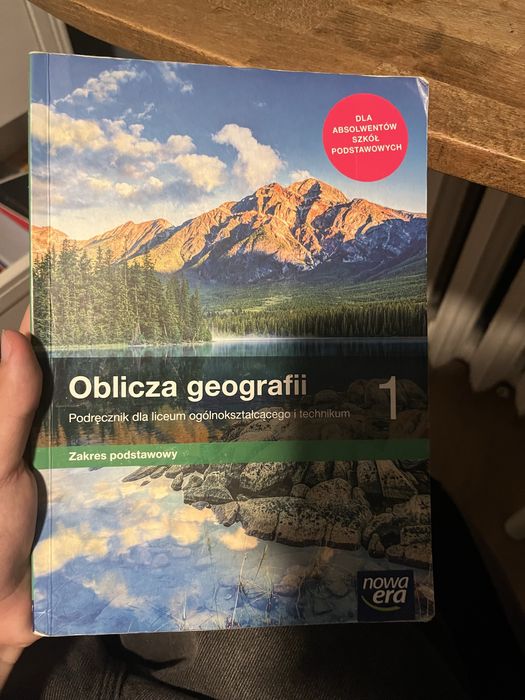 DLA
ABSOLWENTÓW
SZKÓŁ
PODSTAWOWYCH
Oblicza geografii 1
Podręcznik dla liceum ogólnokształcącego i technikum
Zakres podstawowy
nowa
era